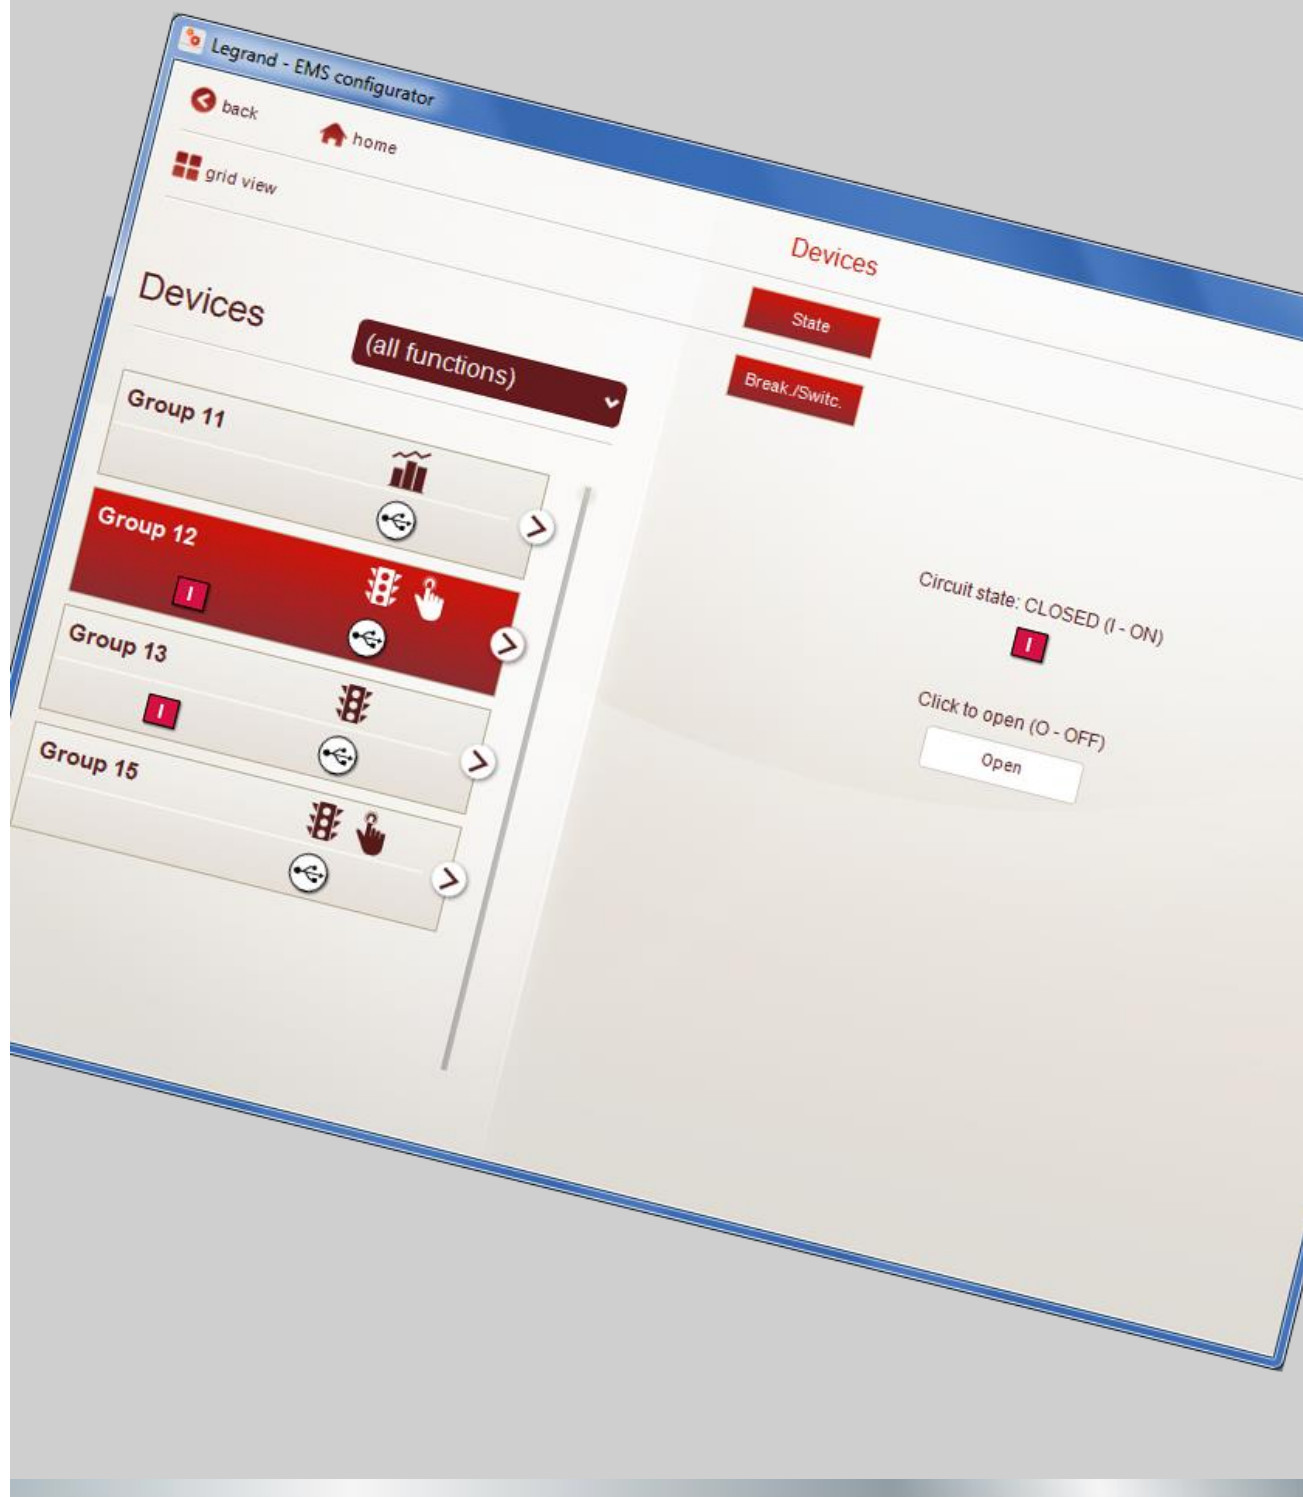 Legrand - EMS configurator
back
home
grid view
Devices
Devices
(all functions)
State
Break./Switc.
Group 11
Group 12
I
Group 13
I
Group 15
Circuit state: CLOSED (I - ON)
I
Click to open (O - OFF)
Open